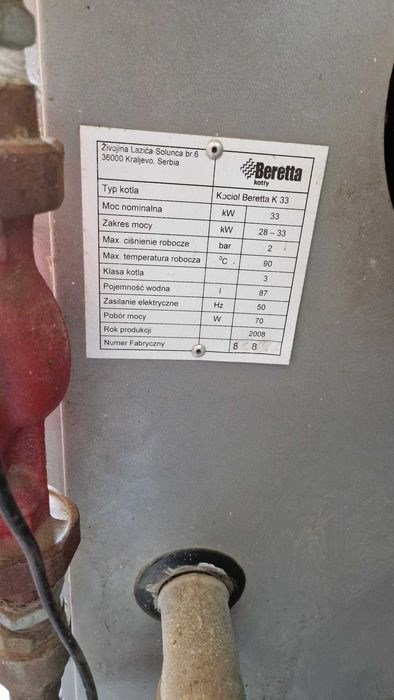 Živojina Lazića-Solunca br.6
36000 Kraljevo, Serbia
Beretta
kotły
Typ kotła Kocioł Beretta K 33
Moc nominalna kW 33
Zakres mocy kW 28 – 33
Max. ciśnienie robocze bar 2
Max. temperatura robocza °C 90
Klasa kotła 3
Pojemność wodna l 87
Zasilanie elektryczne Hz 50
Pobór mocy W 70
Rok produkcji 2008
Numer Fabryczny